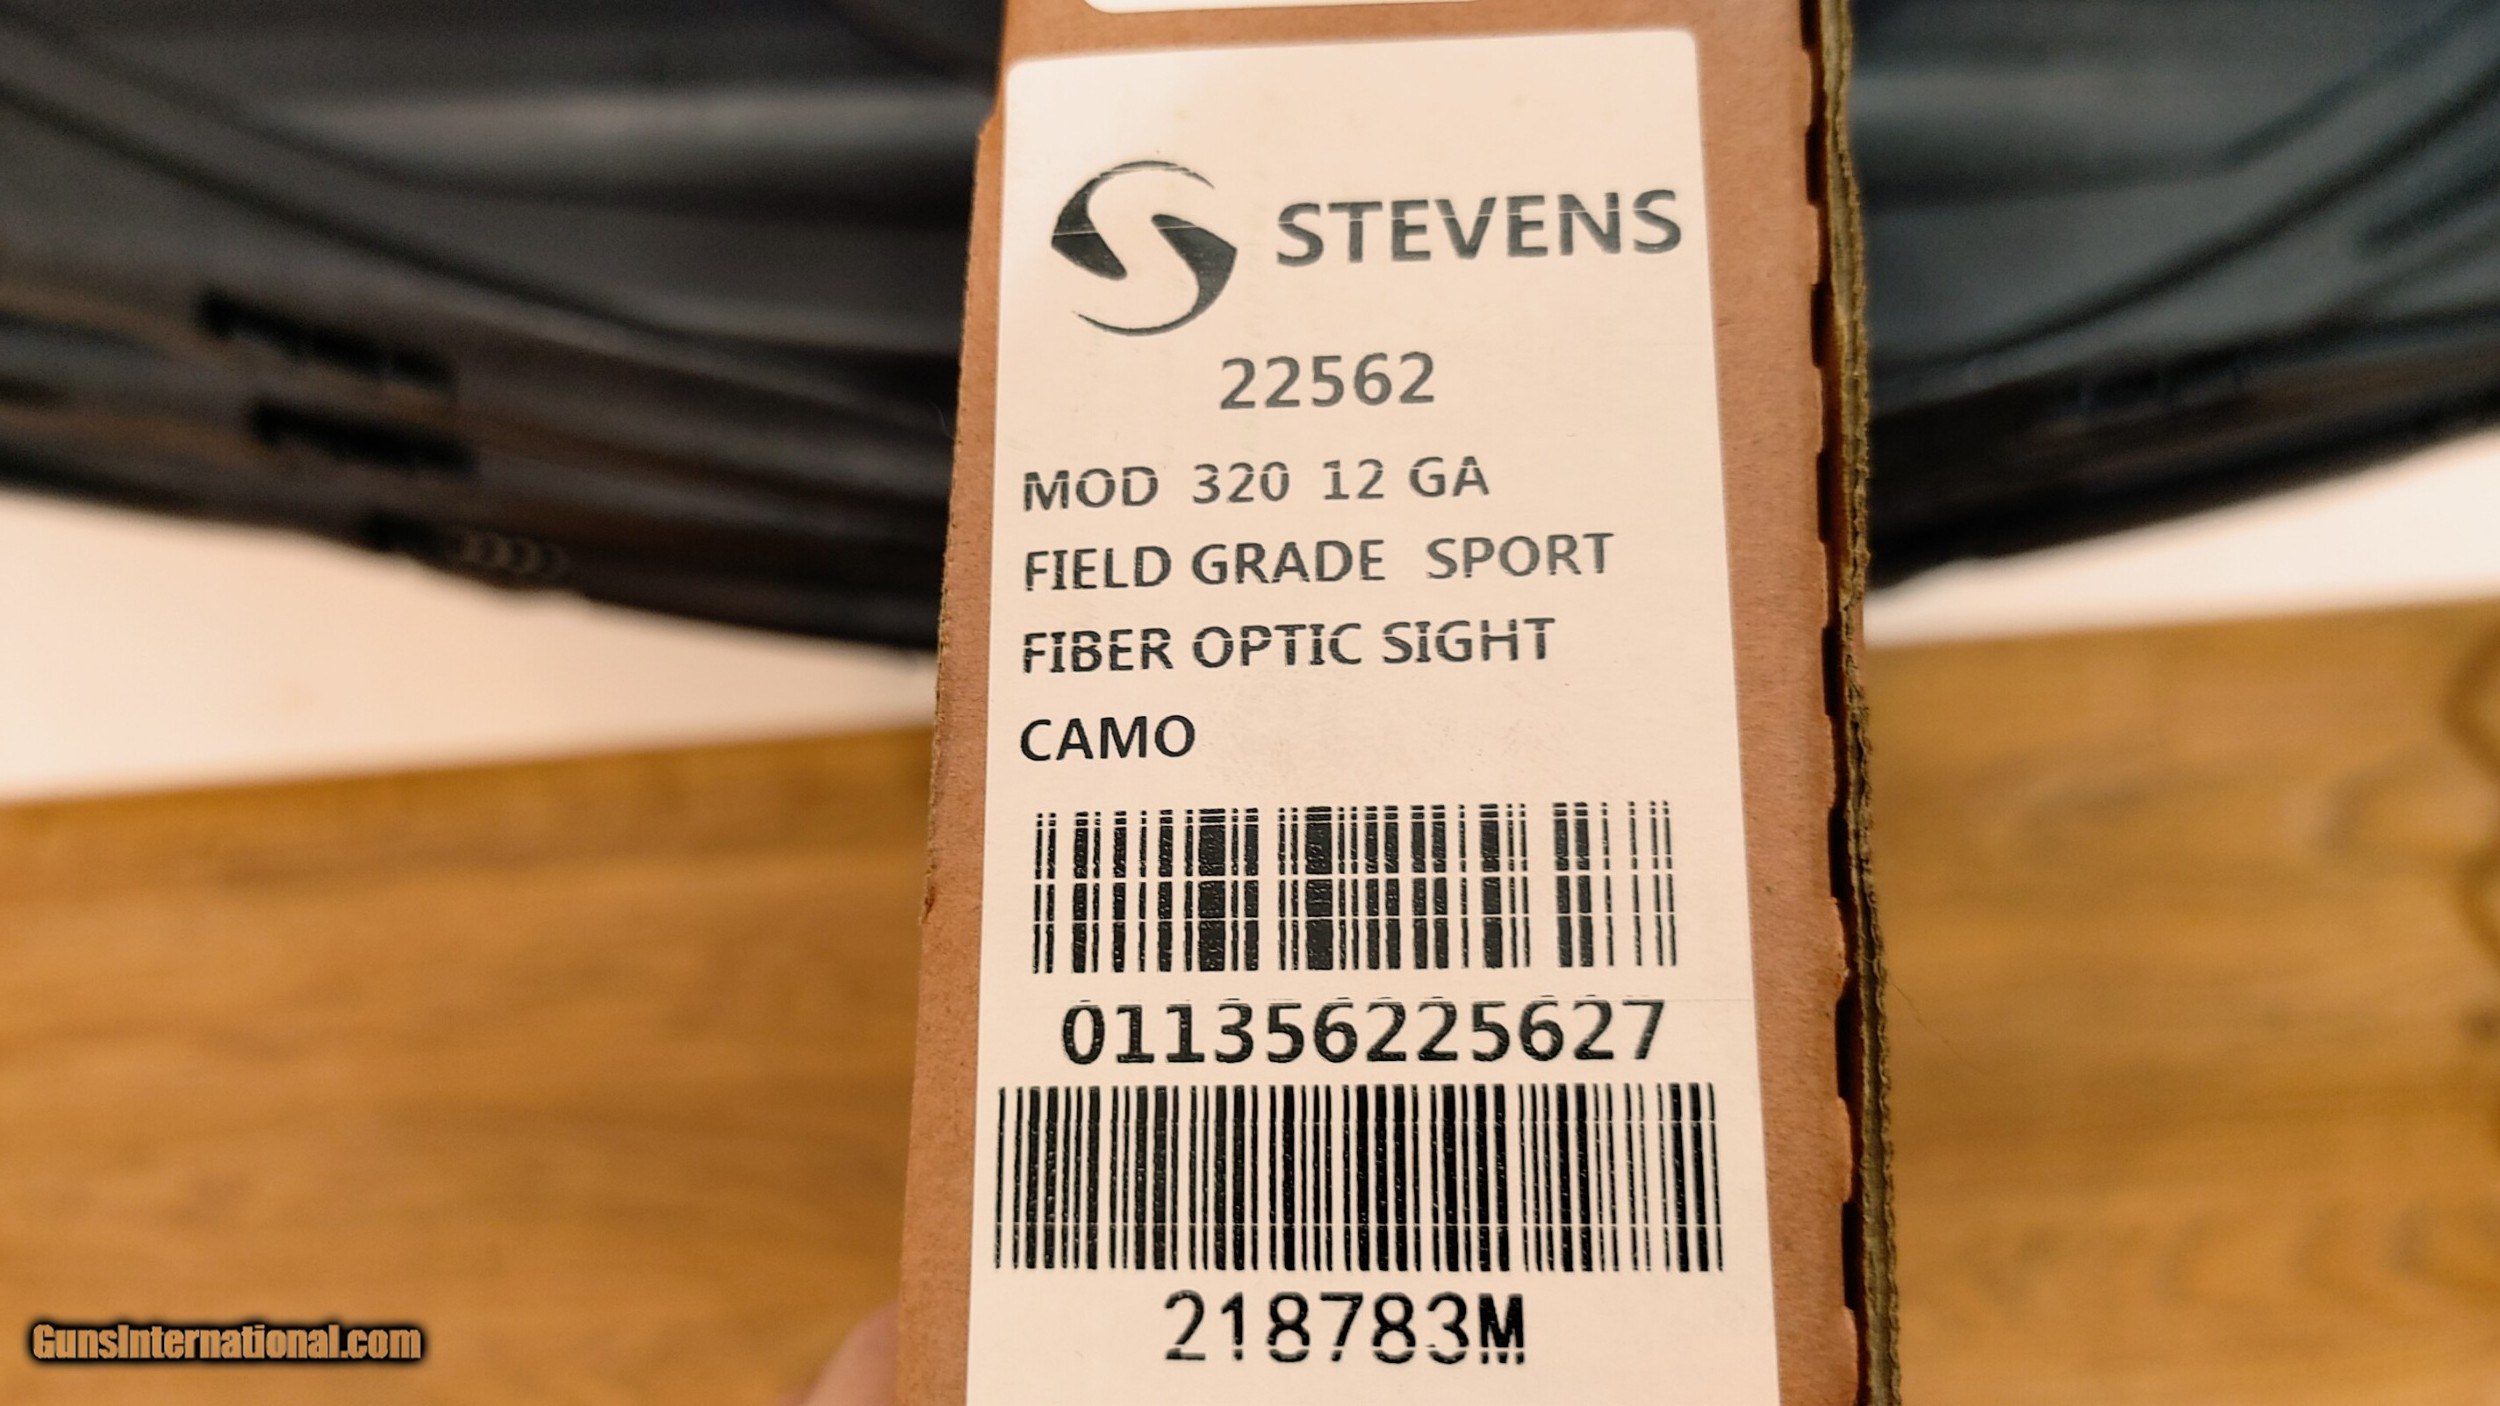 STEVENS
22562
MOD 320 12 GA
FIELD GRADE SPORT
FIBER OPTIC SIGHT
CAMO
011356225627
218783M
GunsInternational.com